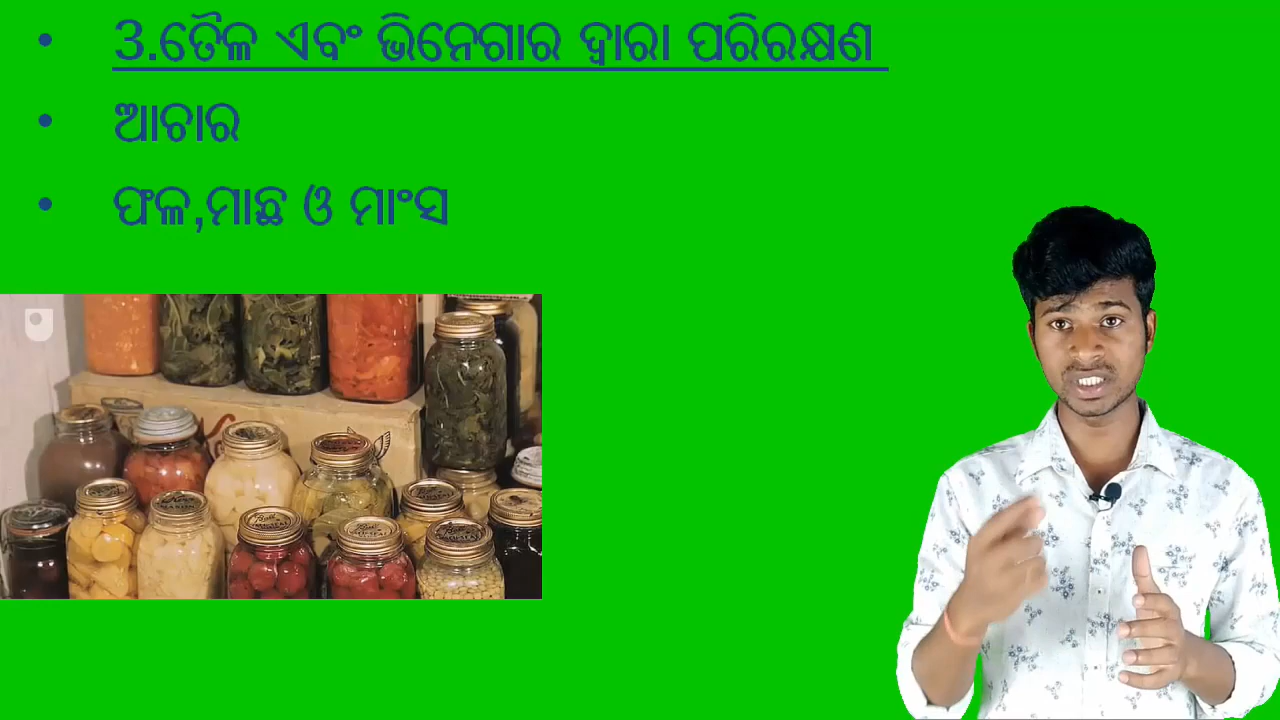 • 3.ତୈଳ ଏବଂ ଭିନେଗାର ଦ୍ୱାରା ପରିରକ୍ଷଣ
• ଆଚାର
• ଫଳ,ମାଛ ଓ ମାଂସ